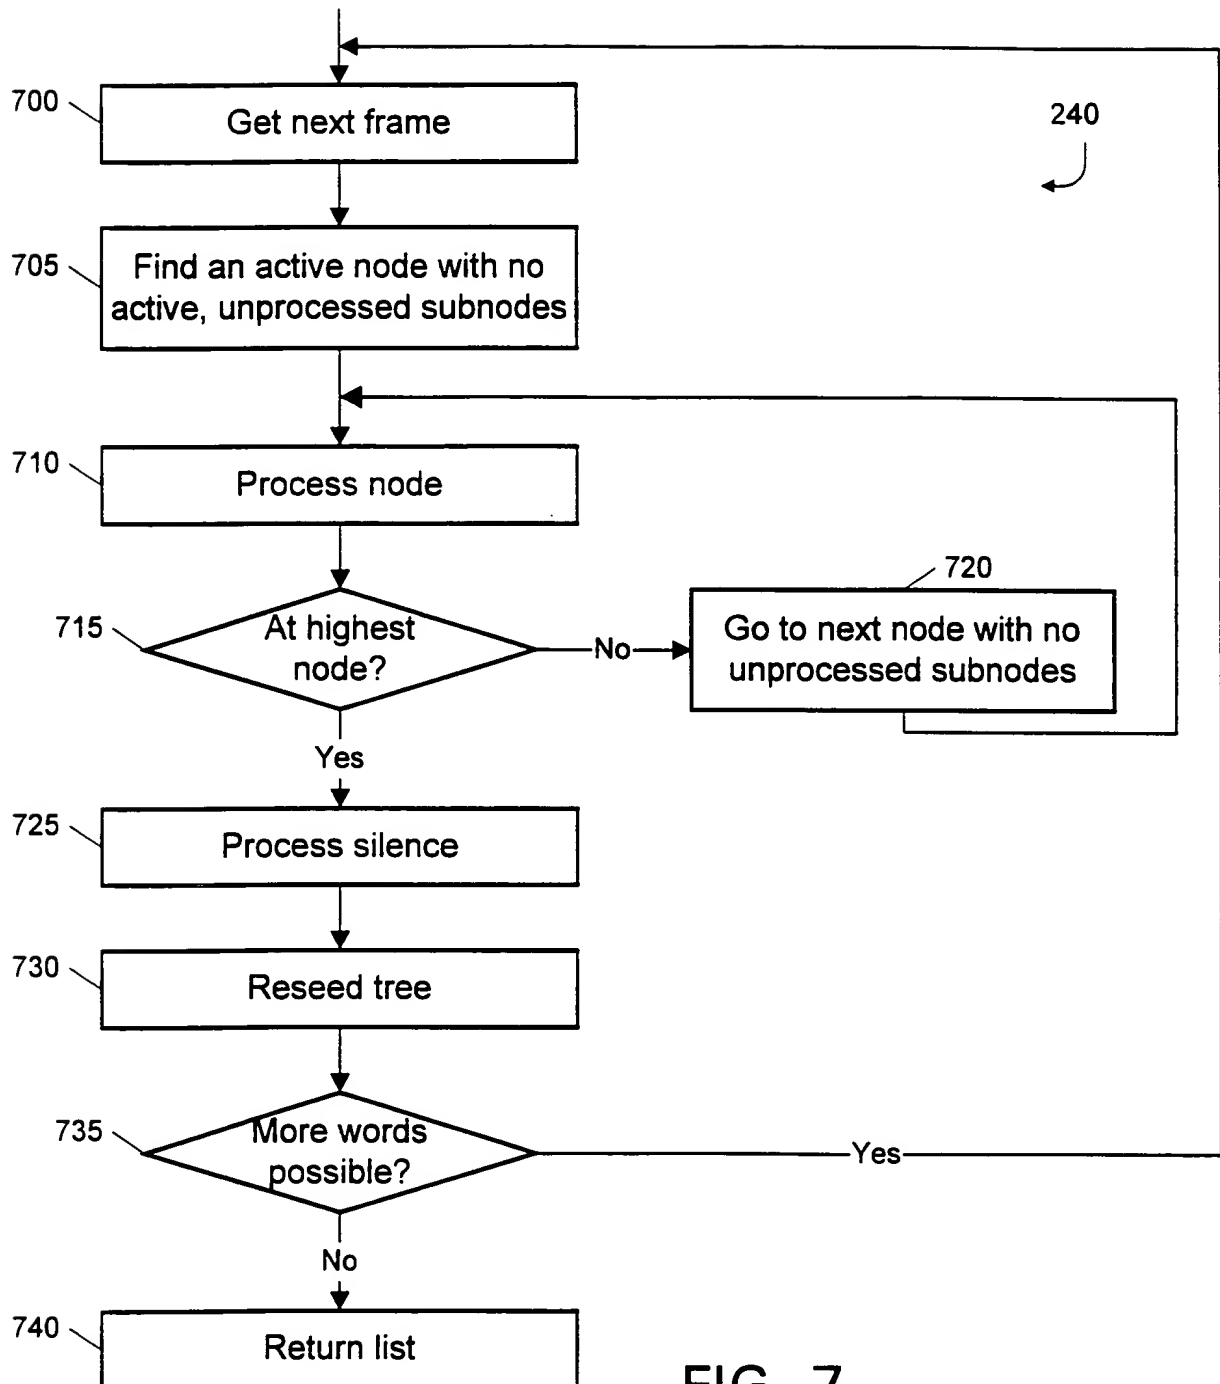 700
Get next frame
240
705
Find an active node with no
active, unprocessed subnodes
710
Process node
720
715
At highest
node?
No
Go to next node with no
unprocessed subnodes
Yes
725
Process silence
730
Reseed tree
735
More words
possible?
Yes
No
740
Return list
FIG. 7